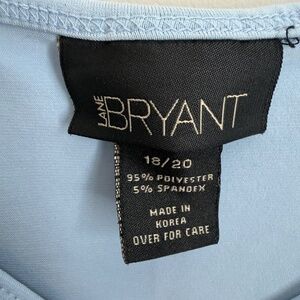 LANE BRYANT
18/20
95% POLYESTER
5% SPANDEX
MADE IN
KOREA
OVER FOR CARE